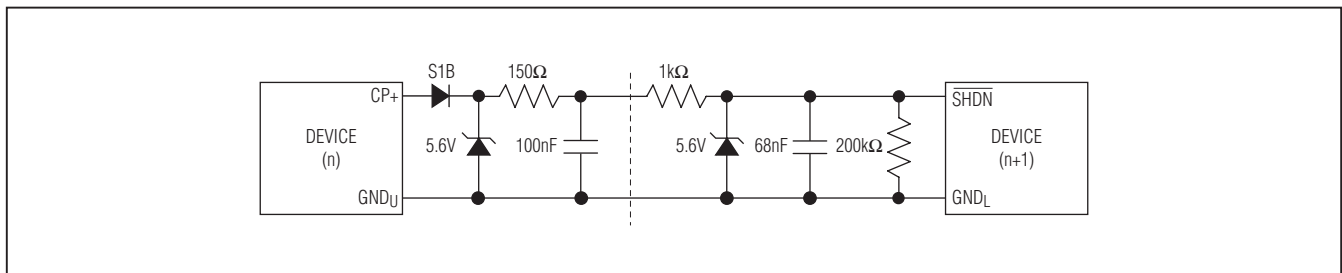 S1B 150Ω 1kΩ
CP+ SHDN
DEVICE
(n)
5.6V 100nF 5.6V 68nF 200kΩ
DEVICE
(n+1)
GNDU GNDL